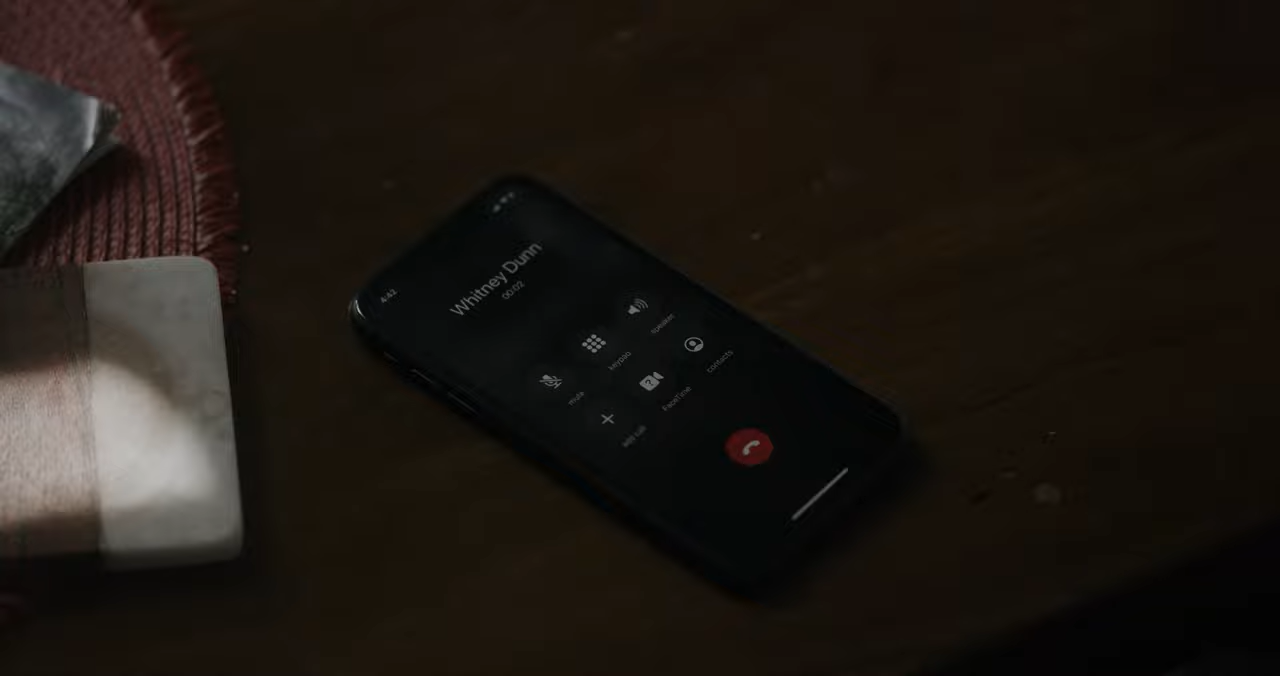 4:42
Whitney Dunn
00:02
mute
keypad
speaker
add call
FaceTime
contacts